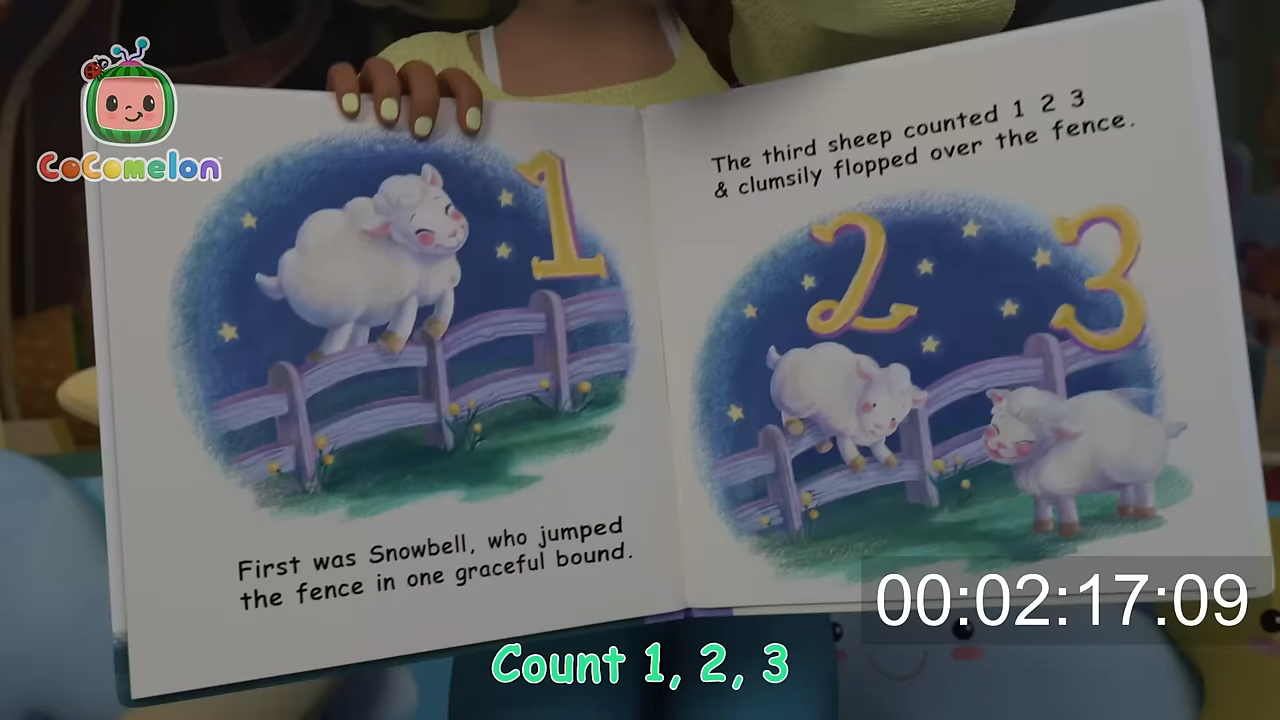 CoComelon
1
First was Snowbell, who jumped
the fence in one graceful bound.
The third sheep counted 1 2 3
& clumsily flopped over the fence.
2 3
00:02:17:09
Count 1, 2, 3